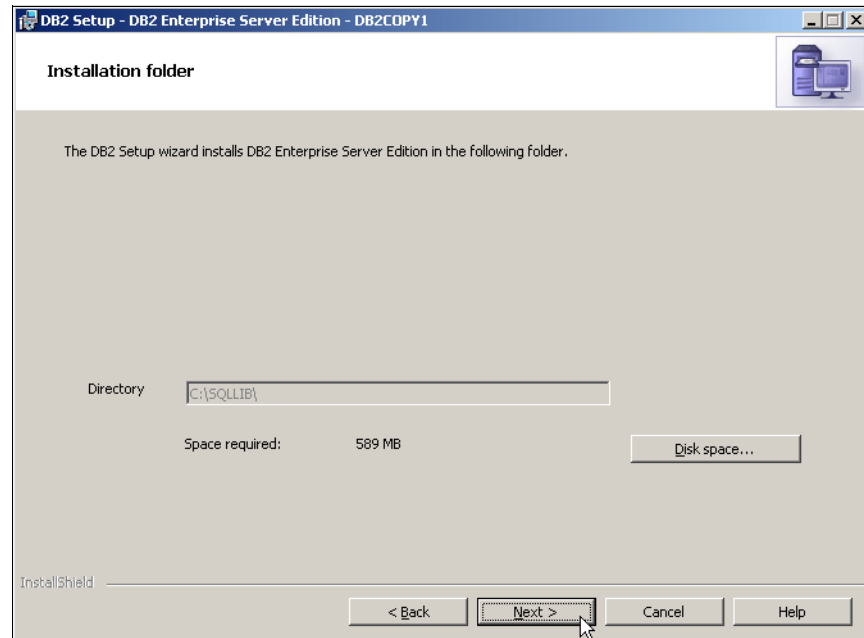 DB2 Setup - DB2 Enterprise Server Edition - DB2COPY1
Installation folder
The DB2 Setup wizard installs DB2 Enterprise Server Edition in the following folder.
Directory C:\SQLLIB\
Space required: 589 MB Disk space...
InstallShield
< Back Next > Cancel Help